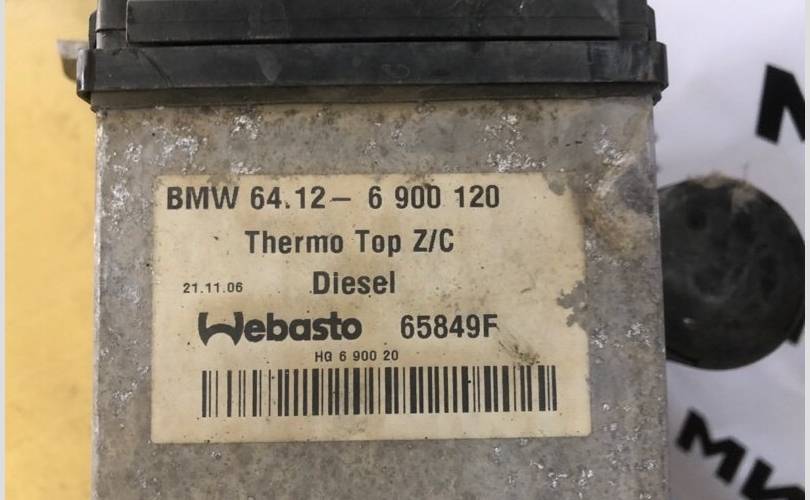 BMW 64.12– 6 900 120
Thermo Top Z/C
21.11.06 Diesel
Webasto 65849F
HG 6 900 20